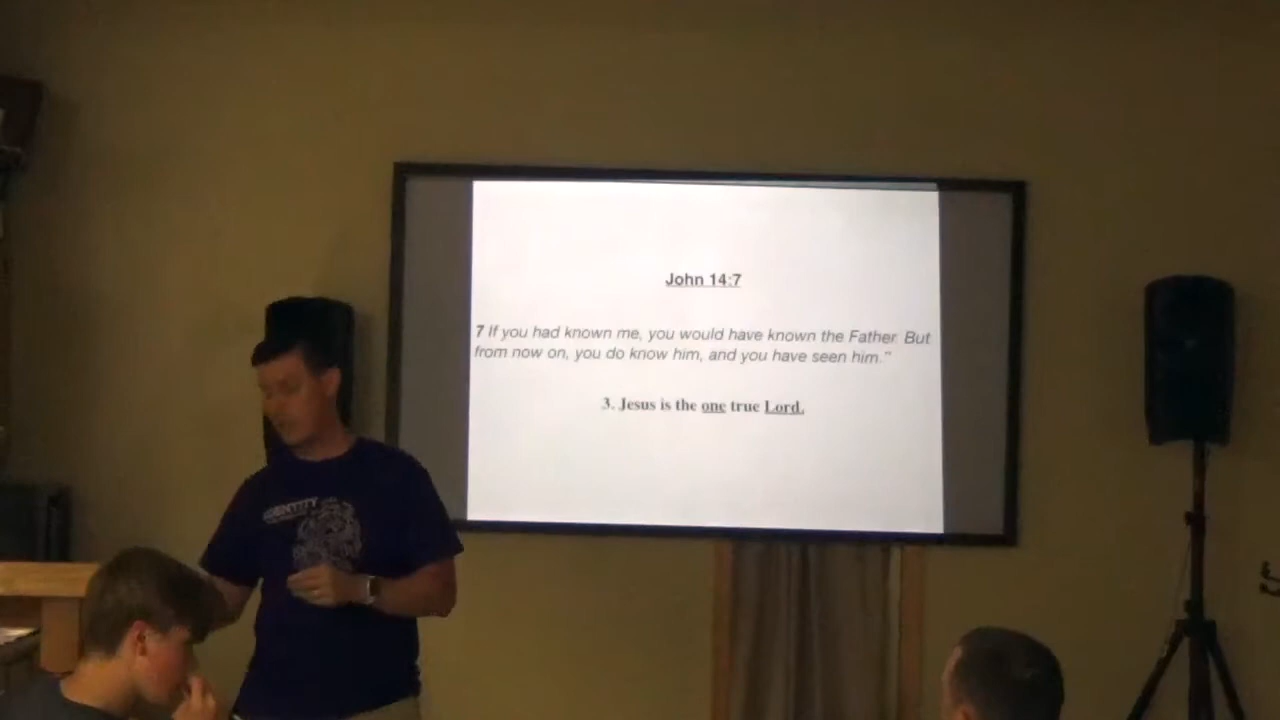 John 14:7
7 If you had known me, you would have known the Father. But
from now on, you do know him, and you have seen him."
3. Jesus is the one true Lord.
IDENTITY